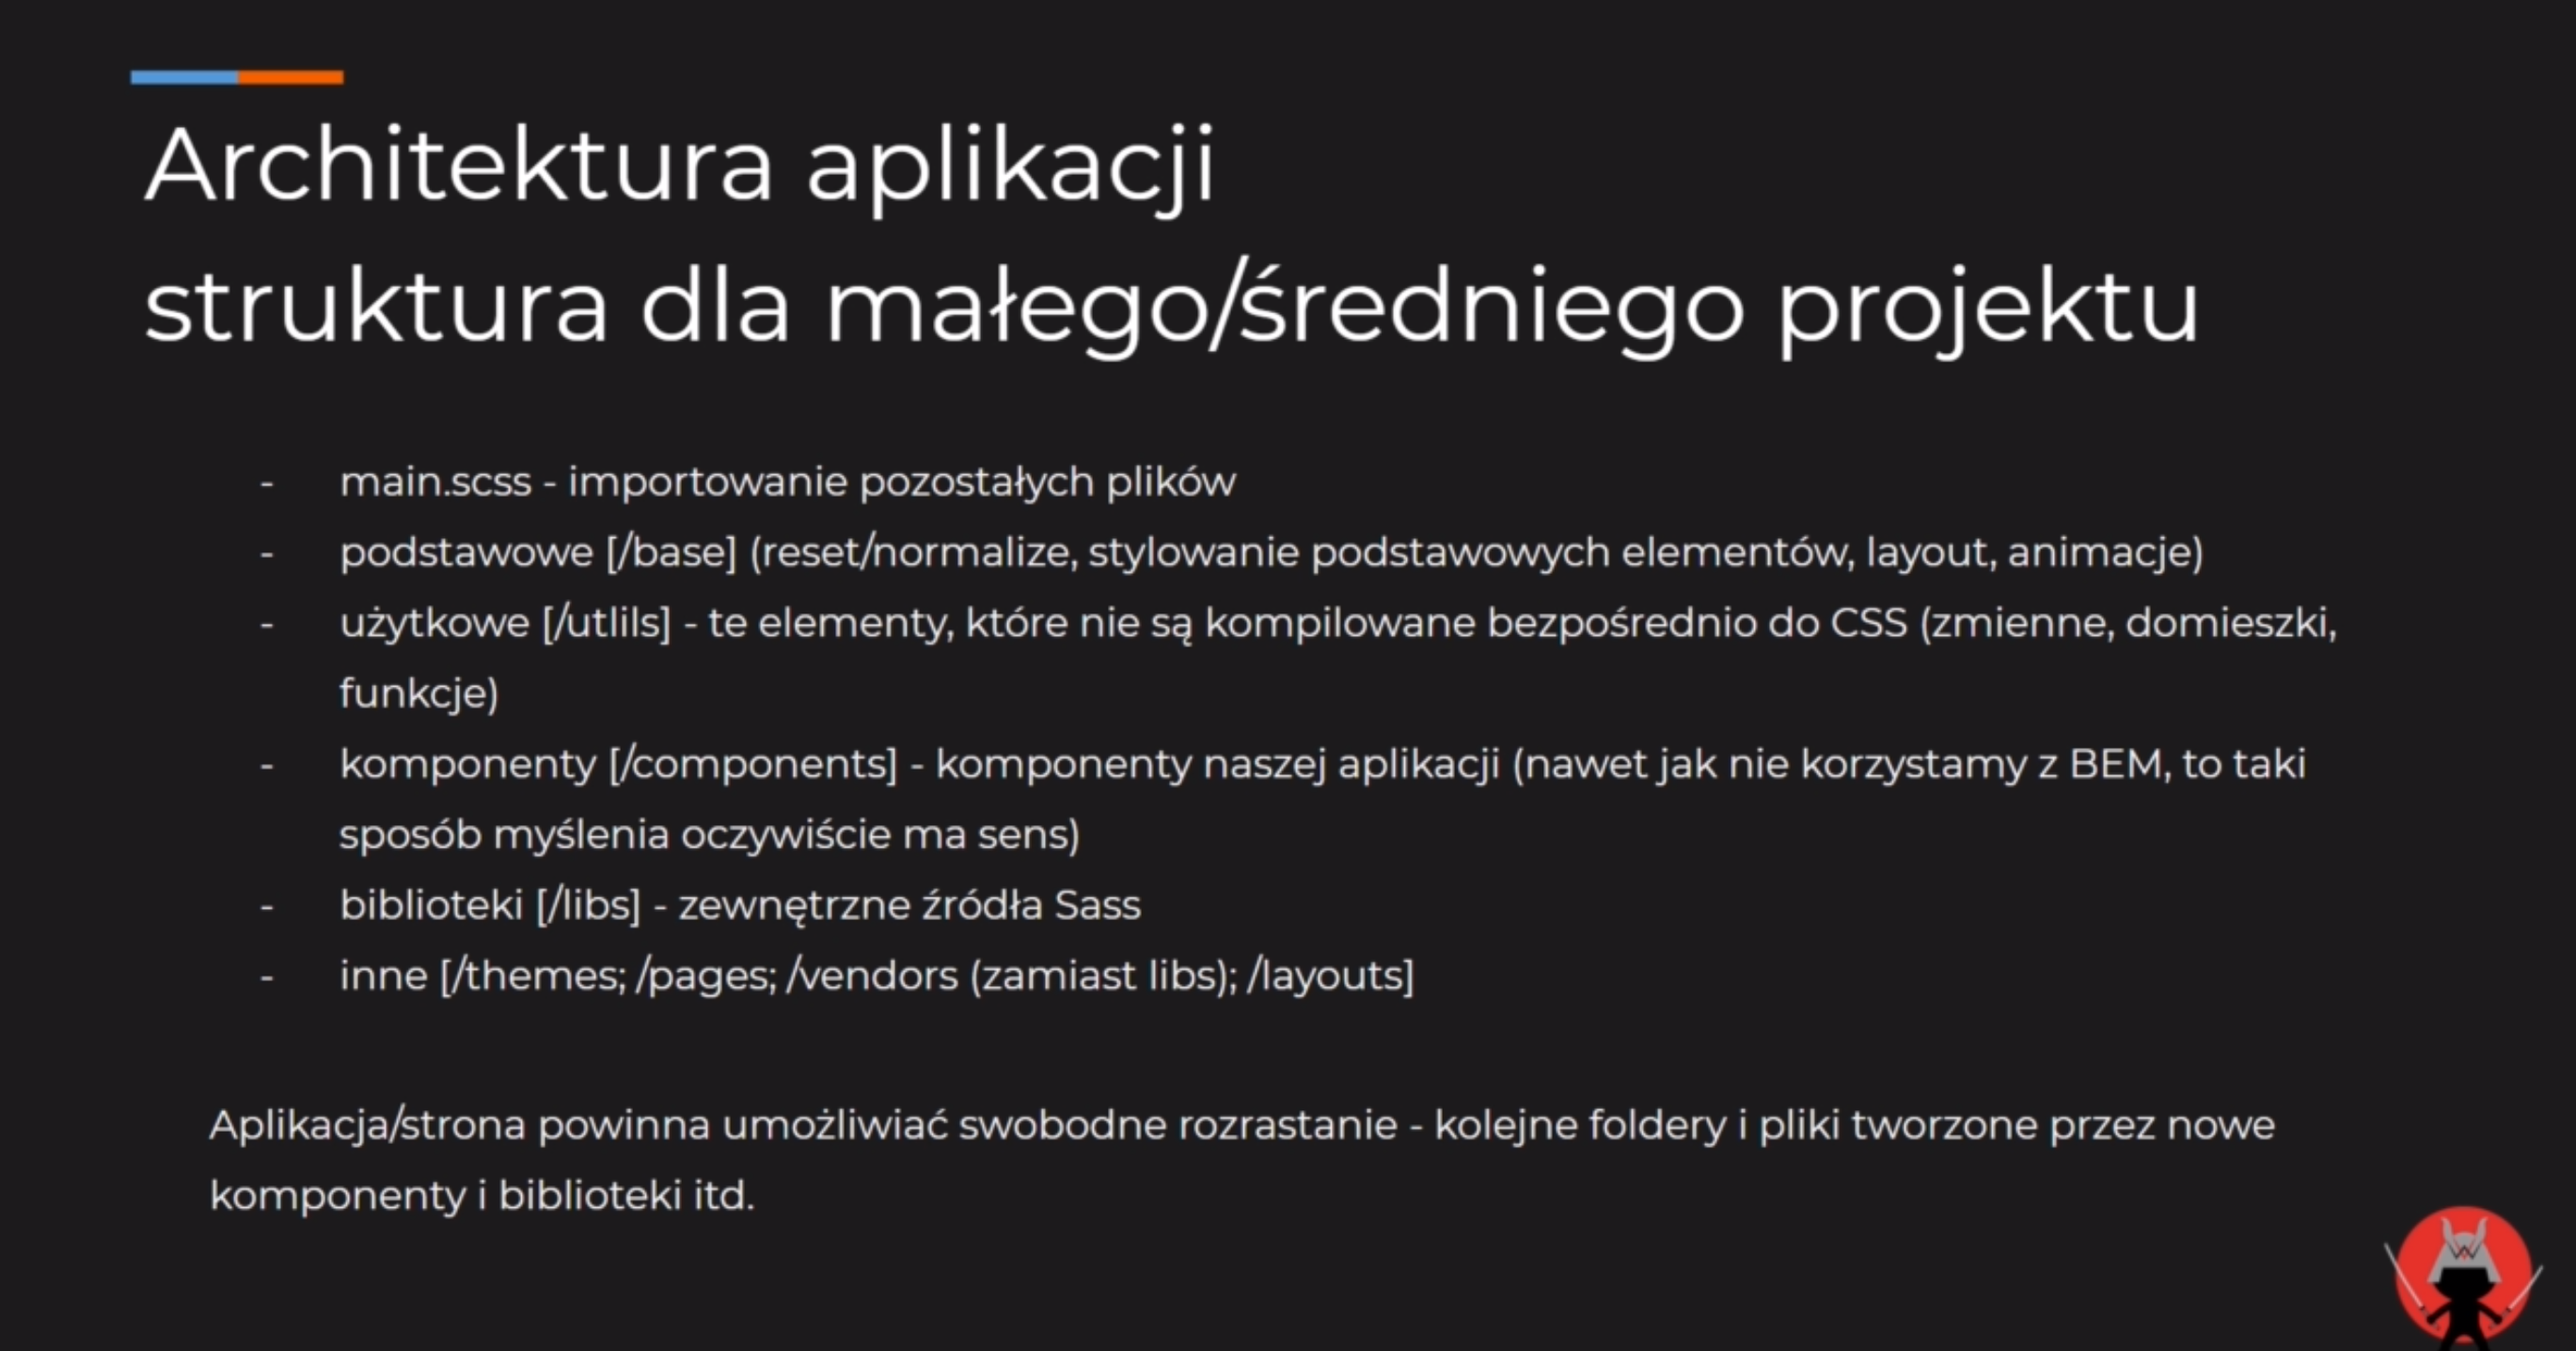 Architektura aplikacji
struktura dla małego/średniego projektu
- main.scss - importowanie pozostałych plików
- podstawowe [/base] (reset/normalize, stylowanie podstawowych elementów, layout, animacje)
- użytkowe [/utlils] - te elementy, które nie są kompilowane bezpośrednio do CSS (zmienne, domieszki,
funkcje)
- komponenty [/components] - komponenty naszej aplikacji (nawet jak nie korzystamy z BEM, to taki
sposób myślenia oczywiście ma sens)
- biblioteki [/libs] - zewnętrzne źródła Sass
- inne [/themes; /pages; /vendors (zamiast libs); /layouts]
Aplikacja/strona powinna umożliwiać swobodne rozrastanie - kolejne foldery i pliki tworzone przez nowe
komponenty i biblioteki itd.